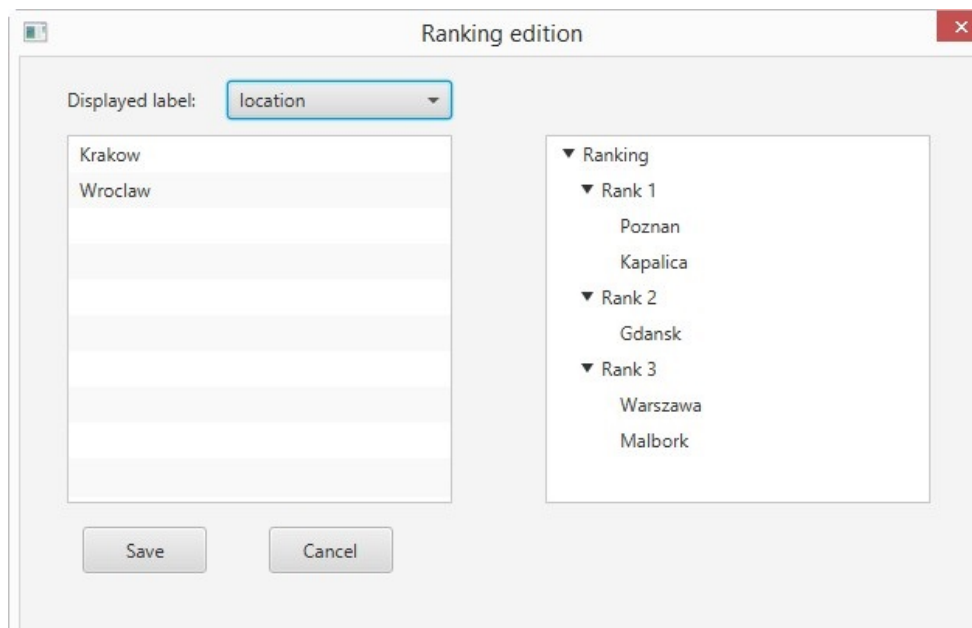 Ranking edition
Displayed label: location
Krakow
Wroclaw
Ranking
Rank 1
Poznan
Kapalica
Rank 2
Gdansk
Rank 3
Warszawa
Malbork
Save Cancel